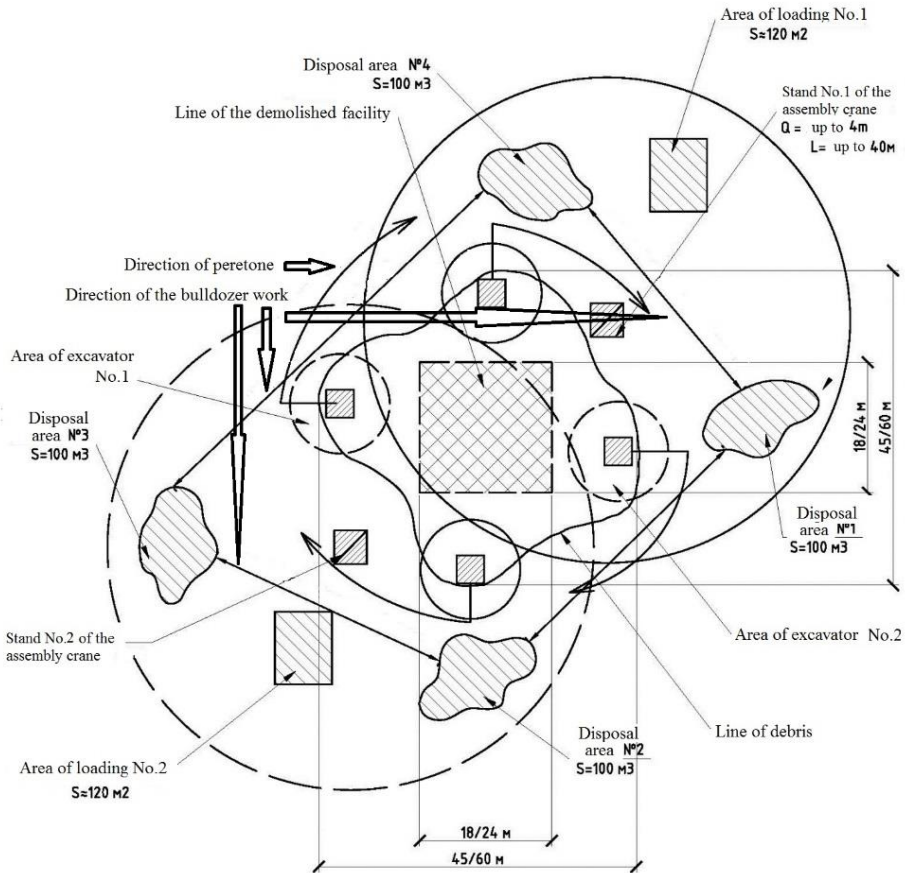 Area of loading No.1
S≈120 м2
Disposal area №4
S=100 м3
Stand No.1 of the
assembly crane
Q = up to 4m
L= up to 40м
Line of the demolished facility
Direction of peretone
Direction of the bulldozer work
Area of excavator
No.1
Disposal
area №3
S=100 м3
18/24 м
45/60 м
Disposal
area №1
S=100 м3
Stand No.2 of the
assembly crane
Area of excavator No.2
Line of debris
Disposal
area №2
S=100 м3
Area of loading No.2
S≈120 м2
18/24 м
45/60 м